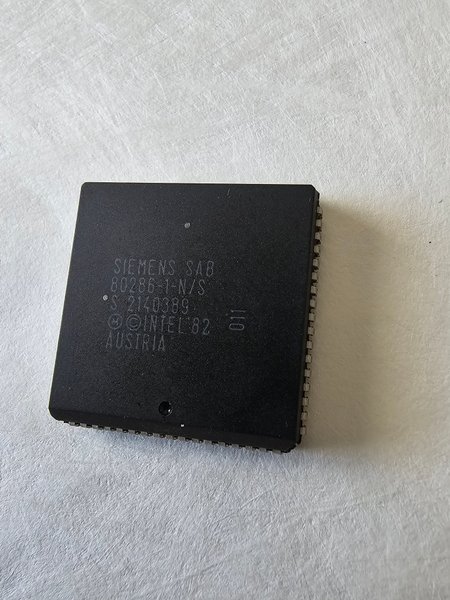 SIEMENS SAB
80286-1-N/S
S 2140389
Ⓜ©INTEL'82
AUSTRIA
011